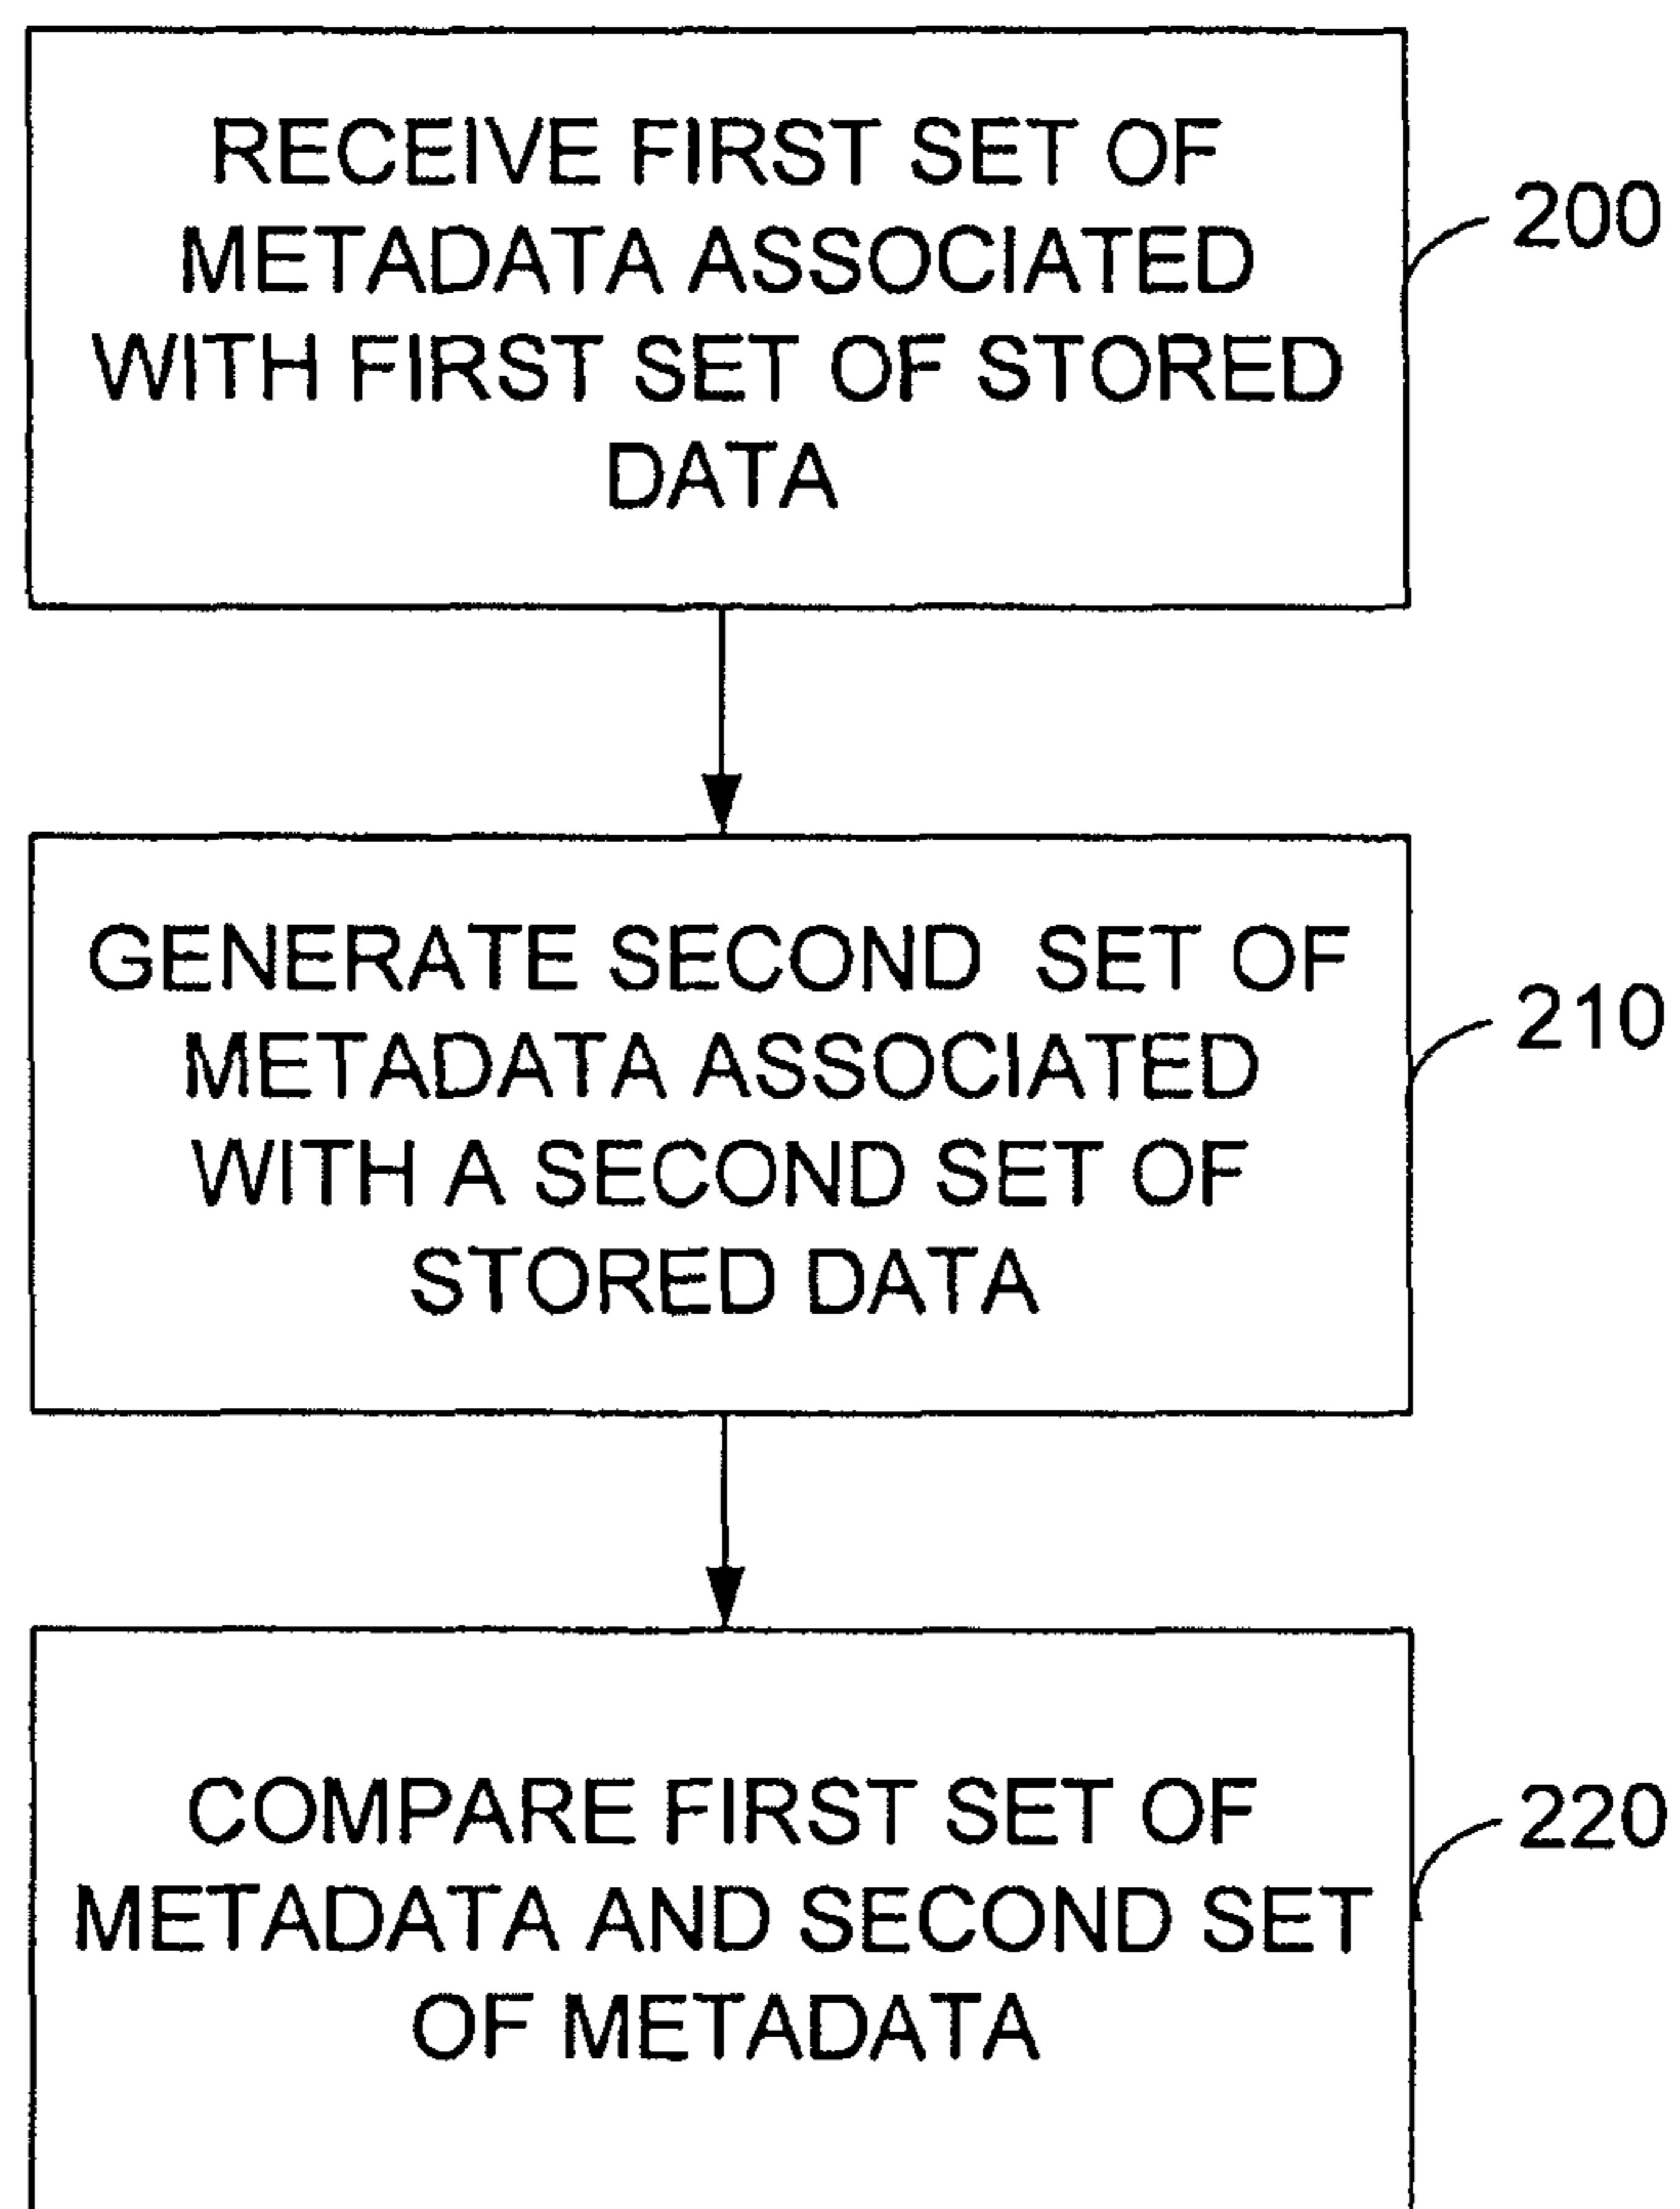 RECEIVE FIRST SET OF
METADATA ASSOCIATED
WITH FIRST SET OF STORED
DATA
200
GENERATE SECOND SET OF
METADATA ASSOCIATED
WITH A SECOND SET OF
STORED DATA
210
COMPARE FIRST SET OF
METADATA AND SECOND SET
OF METADATA
220